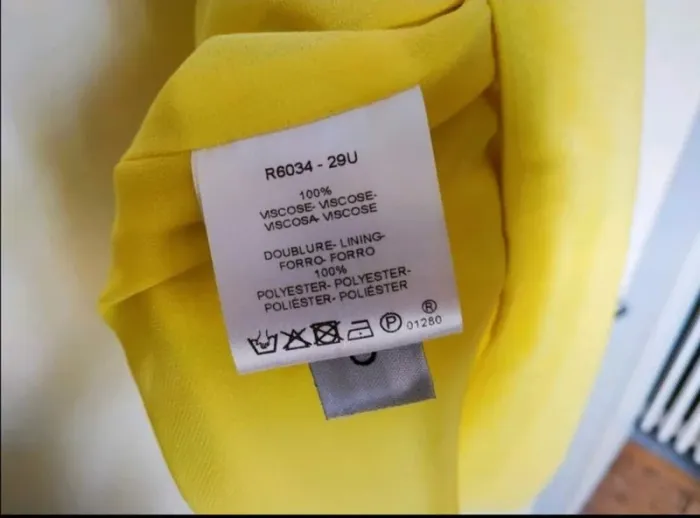 R6034 - 29U
100%
VISCOSE- VISCOSE-
VISCOSA- VISCOSE
DOUBLURE- LINING-
FORRO- FORRO
100%
POLYESTER- POLYESTER-
POLIÉSTER- POLIÉSTER
P ® 01280